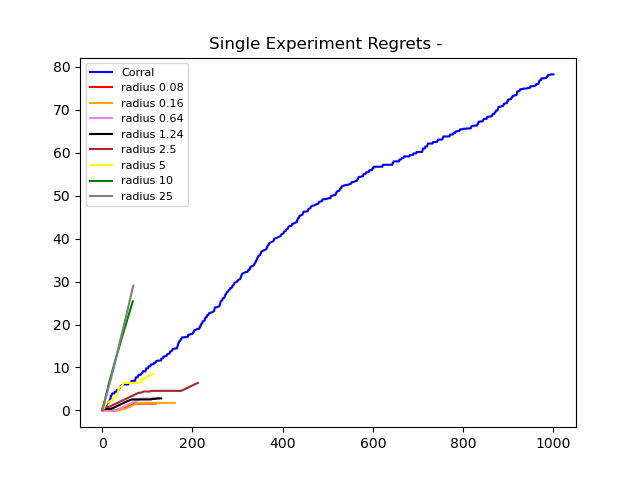 Single Experiment Regrets -
Corral
radius 0.08
radius 0.16
radius 0.64
radius 1.24
radius 2.5
radius 5
radius 10
radius 25
80
70
60
50
40
30
20
10
0
0 200 400 600 800 1000